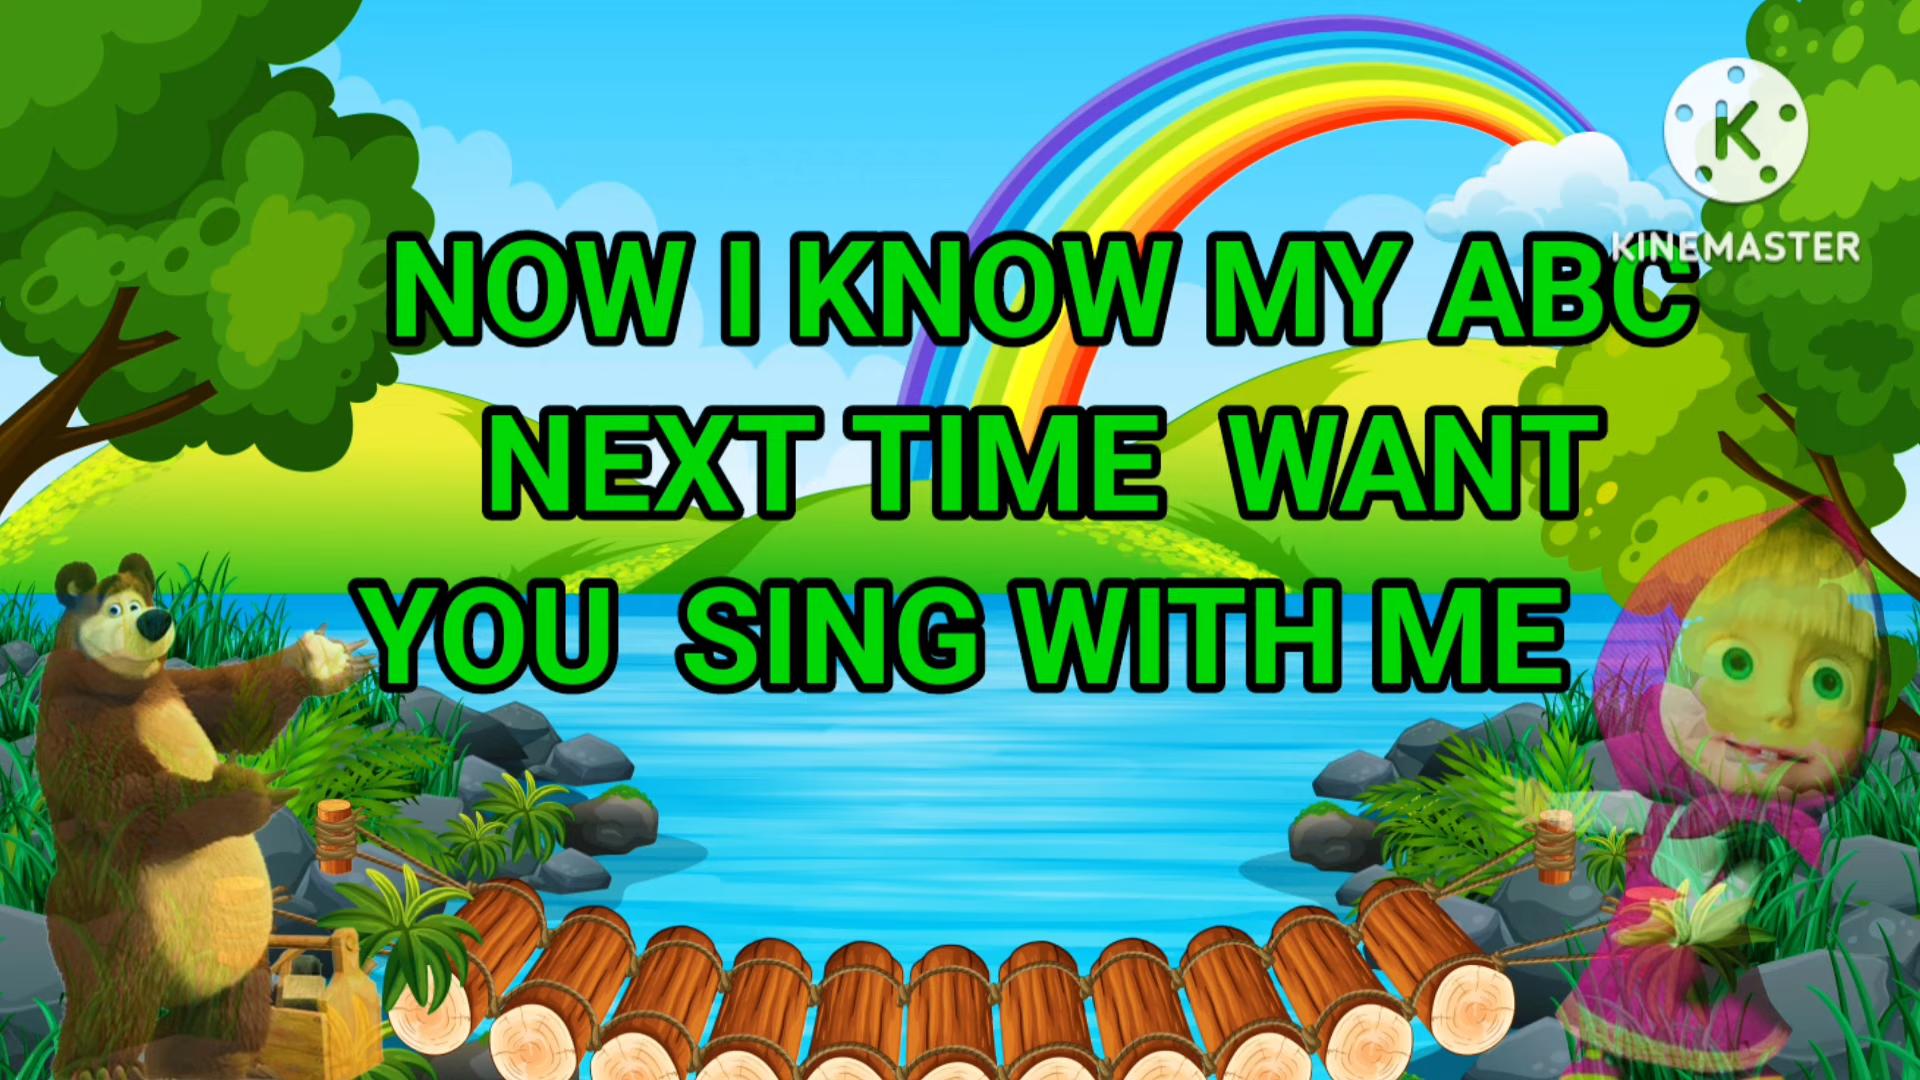 K
KINEMASTER
NOW I KNOW MY ABC
NEXT TIME WANT
YOU SING WITH ME